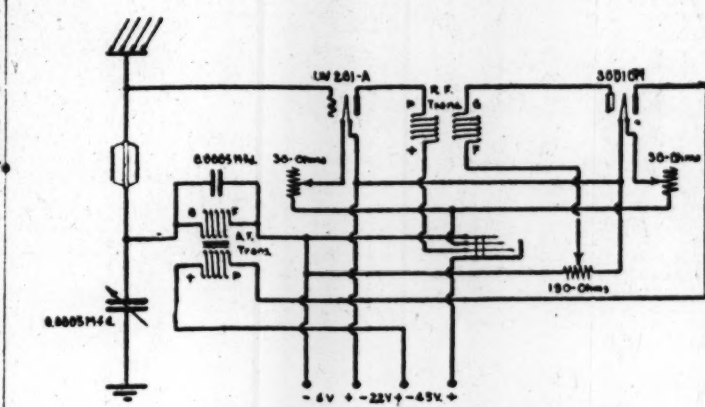 UV 201-A
SODION
R.F.
Trans.
P
G
+
F
0.0005 Mfd.
30-Ohms
30-Ohms
G
F
A.F.
Trans.
+
P
190-Ohms
0.0005 Mfd.
- 6V + -22V + -45V. +